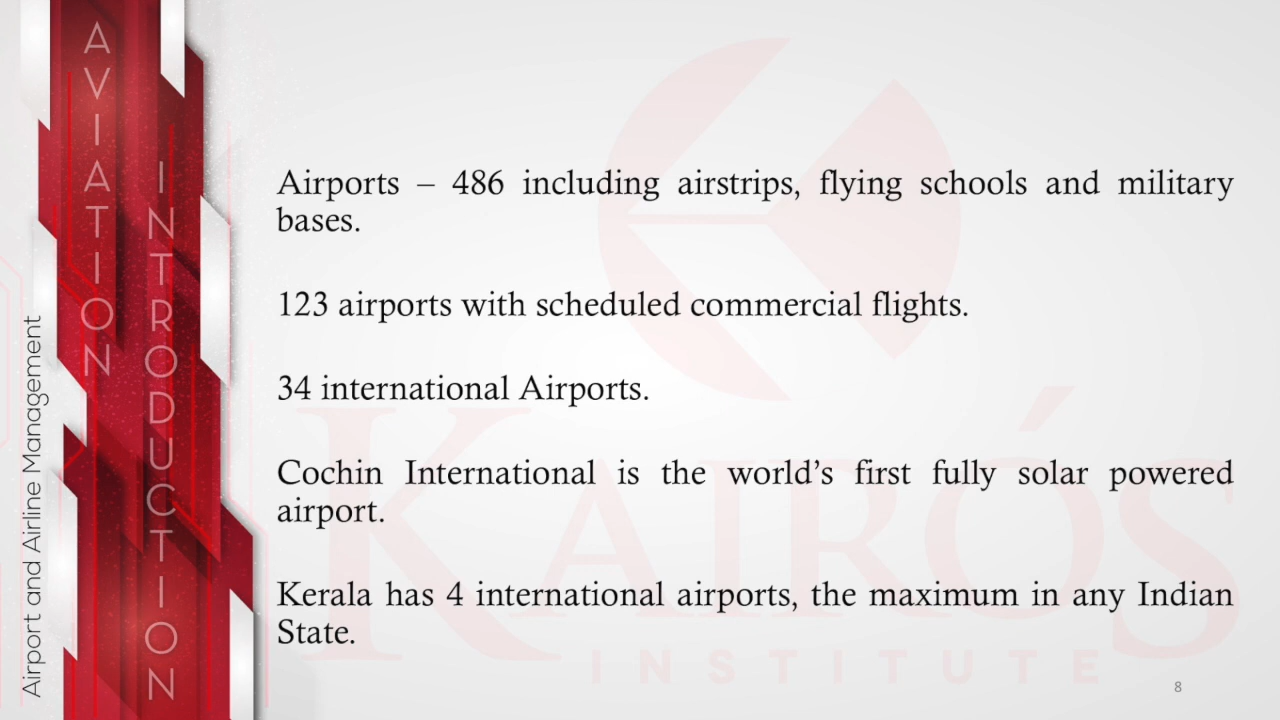 AVIATION
INTRODUCTION
Airport and Airline Management
Airports – 486 including airstrips, flying schools and military
bases.
123 airports with scheduled commercial flights.
34 international Airports.
Cochin International is the world’s first fully solar powered
airport.
Kerala has 4 international airports, the maximum in any Indian
State.
KAIRÓS
INSTITUTE
8